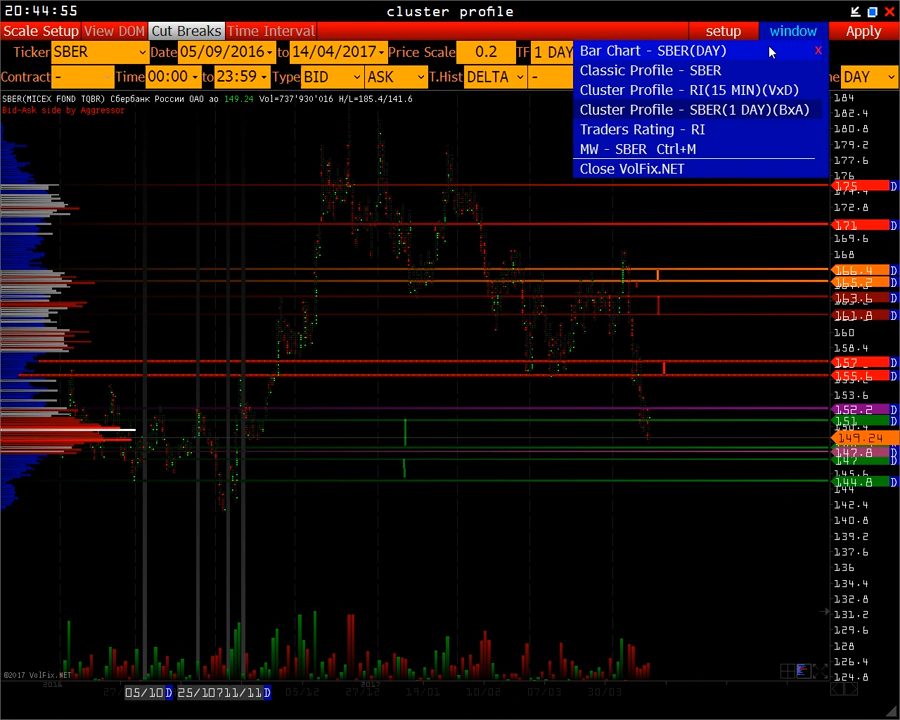 20:44:55
cluster profile
Scale Setup View DOM Cut Breaks Time Interval setup window Apply
Ticker SBER Date 05/09/2016 to 14/04/2017 Price Scale 0.2 TF 1 DAY
Contract - Time 00:00 to 23:59 Type BID ASK T.Hist DELTA - DAY
Bar Chart - SBER(DAY) x
Classic Profile - SBER
Cluster Profile - RI(15 MIN)(VxD)
Cluster Profile - SBER(1 DAY)(BxA)
Traders Rating - RI
MW - SBER Ctrl+M
Close VolFix.NET
SBER(MICEX FOND TQBR) Сбербанк России ОАО ао 149.24 Vol=737'930'016 H/L=185.4/141.6
Bid-Ask side by Aggressor
184
182.4
180.8
179.2
177.6
176
175 D
172.8
171 D
169.6
168
166.4 D
165.2 D
163.6 D
161.8 D
160
158.4
157 D
155.6 D
153.6
152.2 D
151 D
149.24
147.8 D
147 D
145.6
144.8 D
144
142.4
140.8
139.2
137.6
136
134.4
132.8
131.2
129.6
128
126.4
124.8
©2017 VolFix.NET
2016 05/10 D 25/10 11/11 D 05/12 27/12 2017 19/01 10/02 07/03 30/03